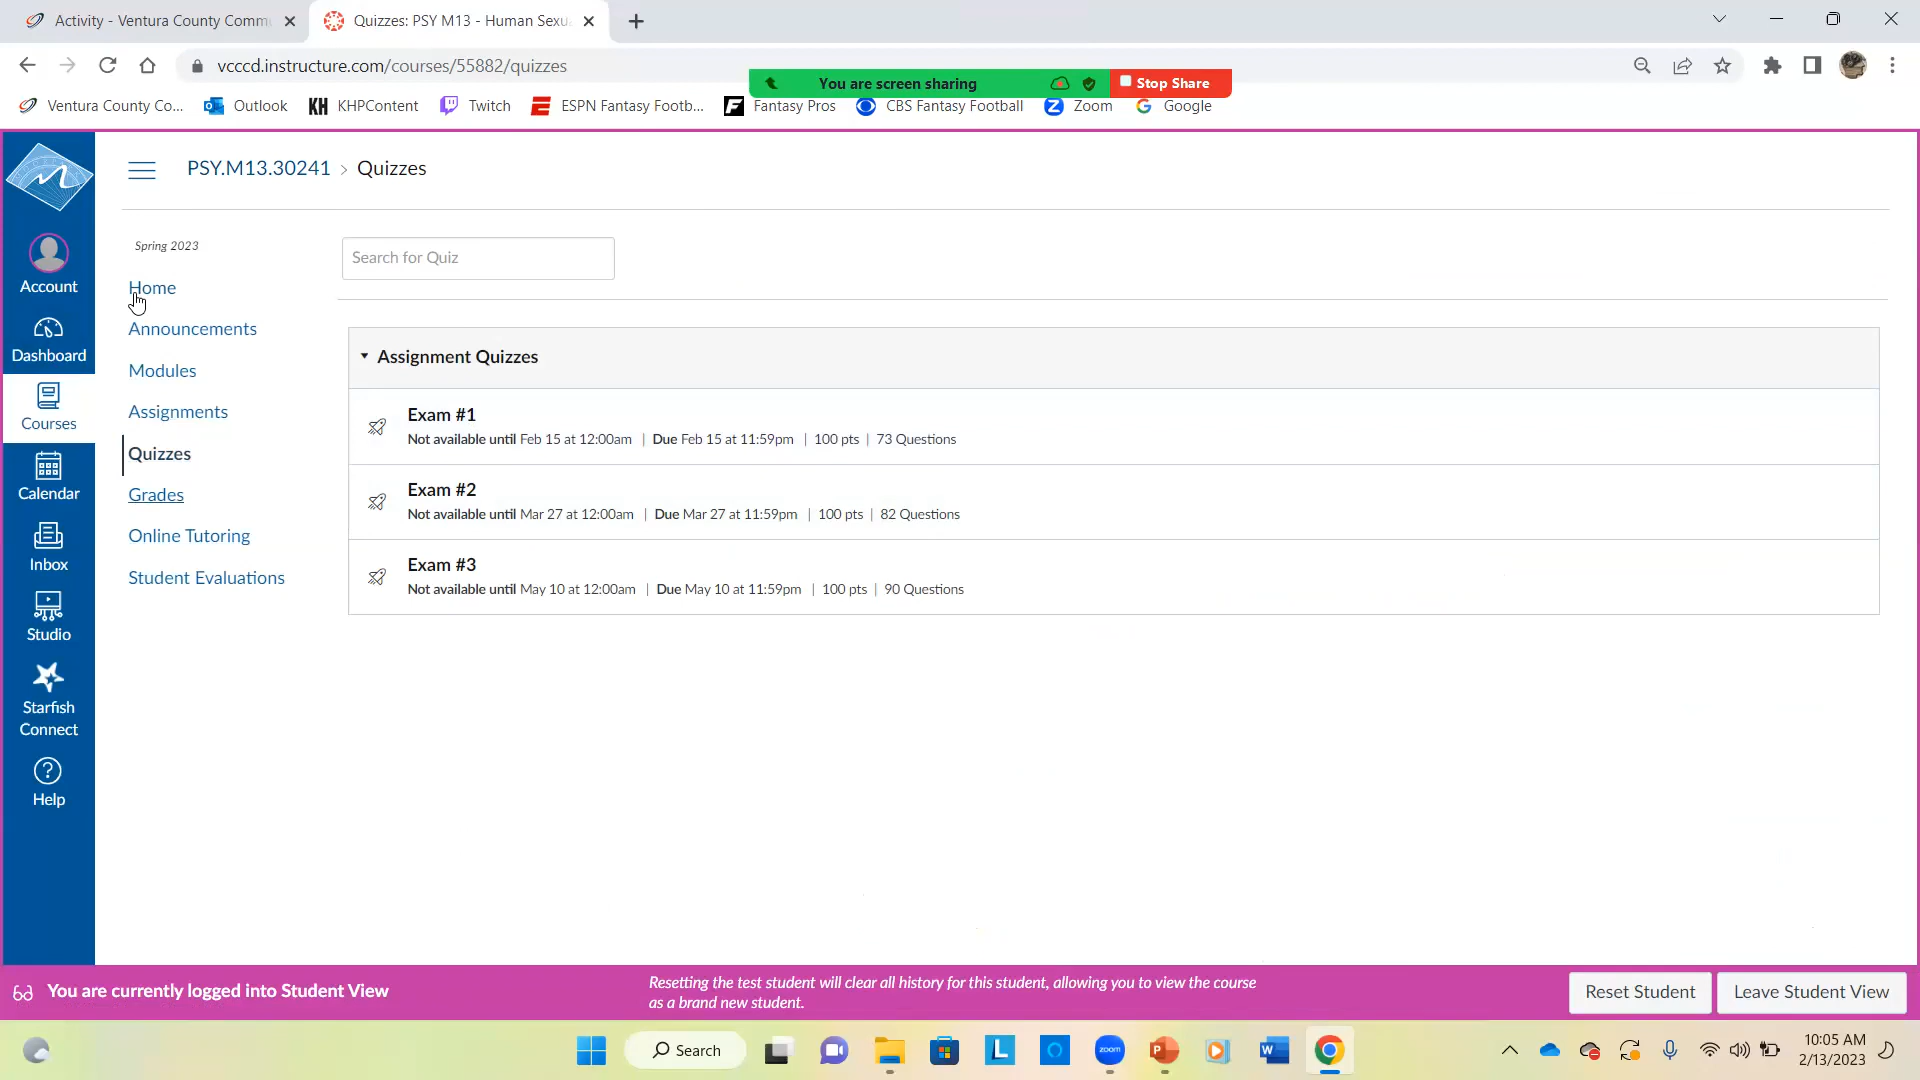 Activity - Ventura County Comm
Quizzes: PSY M13 - Human Sexu
vcccd.instructure.com/courses/55882/quizzes
You are screen sharing
Stop Share
Ventura County Co...
Outlook
KHPContent
Twitch
ESPN Fantasy Footb...
Fantasy Pros
CBS Fantasy Football
Zoom
Google
PSY.M13.30241 > Quizzes
Account
Dashboard
Courses
Calendar
Inbox
Studio
Starfish
Connect
Help
Spring 2023
Home
Announcements
Modules
Assignments
Quizzes
Grades
Online Tutoring
Student Evaluations
Search for Quiz
Assignment Quizzes
Exam #1
Not available until Feb 15 at 12:00am | Due Feb 15 at 11:59pm | 100 pts | 73 Questions
Exam #2
Not available until Mar 27 at 12:00am | Due Mar 27 at 11:59pm | 100 pts | 82 Questions
Exam #3
Not available until May 10 at 12:00am | Due May 10 at 11:59pm | 100 pts | 90 Questions
You are currently logged into Student View
Resetting the test student will clear all history for this student, allowing you to view the course
as a brand new student.
Reset Student
Leave Student View
Search
10:05 AM
2/13/2023